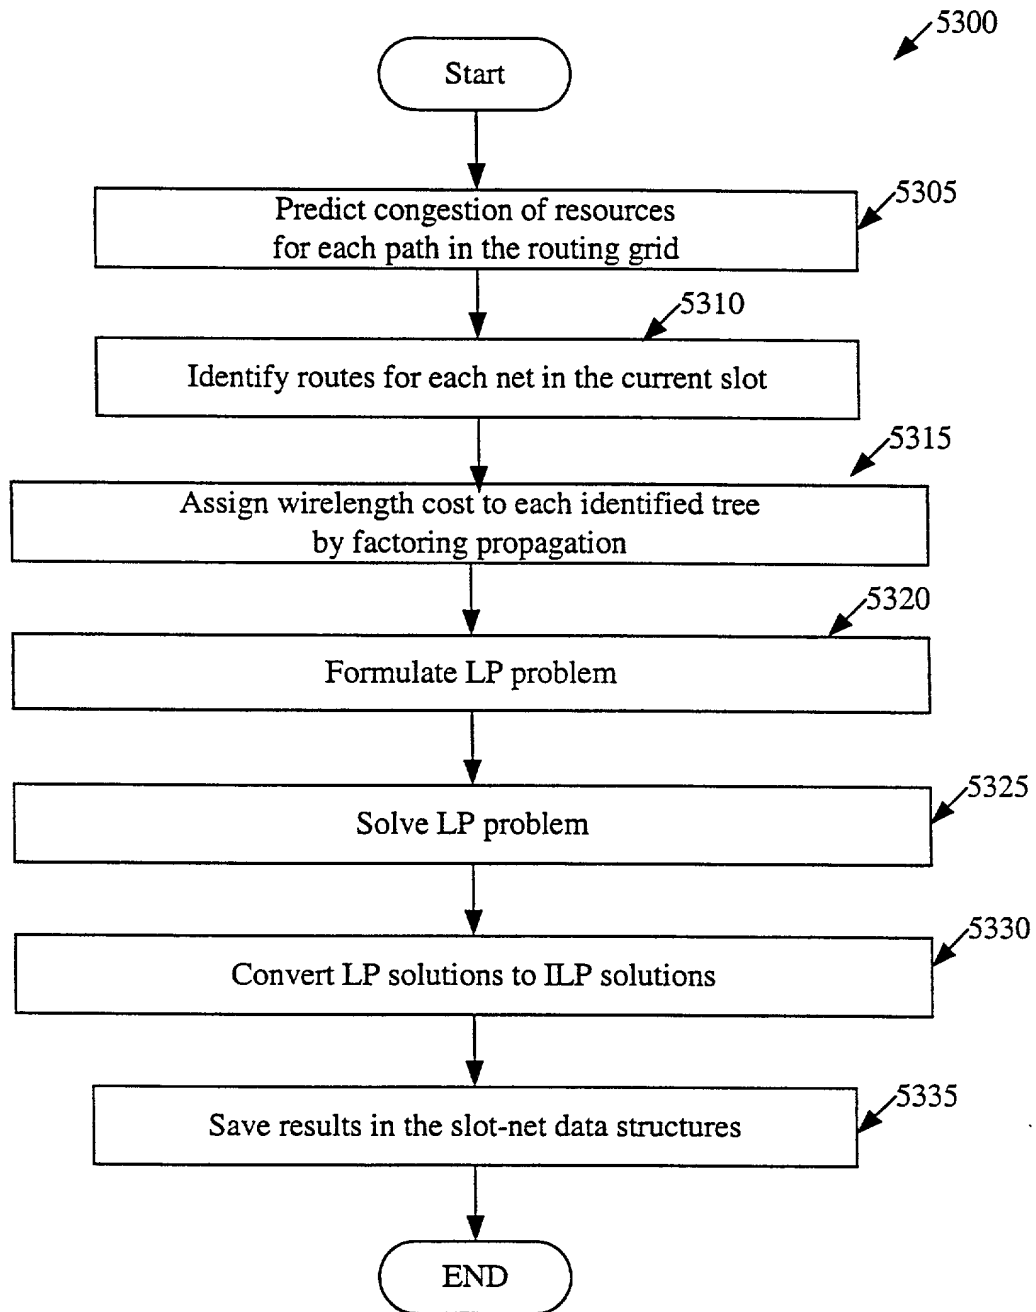 5300
Start
5305
Predict congestion of resources
for each path in the routing grid
5310
Identify routes for each net in the current slot
5315
Assign wirelength cost to each identified tree
by factoring propagation
5320
Formulate LP problem
5325
Solve LP problem
5330
Convert LP solutions to ILP solutions
5335
Save results in the slot-net data structures
END